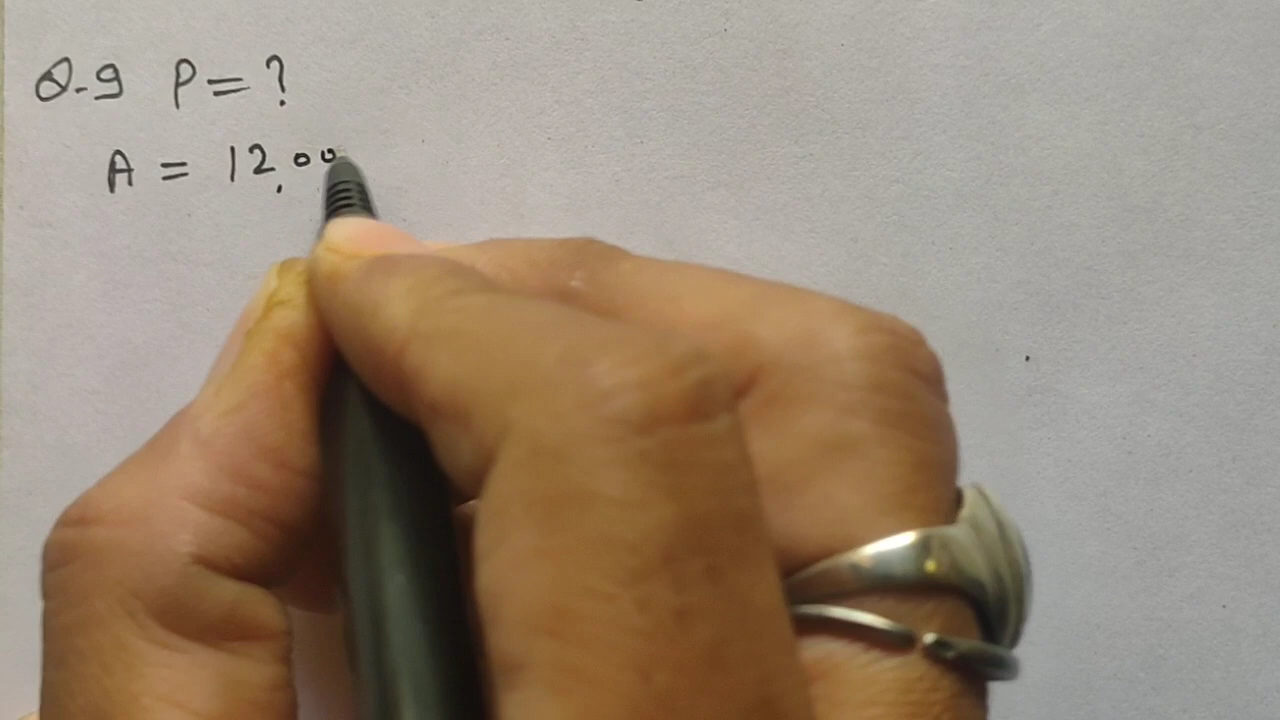 Q-9 P = ?
A = 12,00